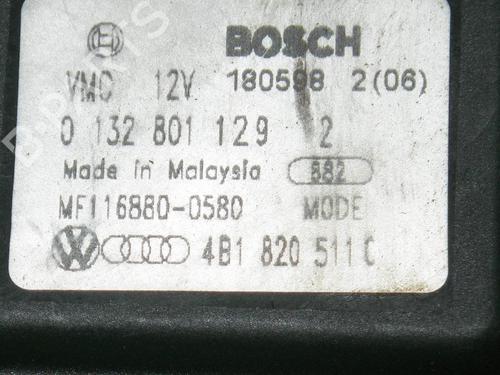 BOSCH
VMC 12V 180598 2 (06)
0 132 801 129 2
Made in Malaysia 882
MF116880-0580 MODE
4B1 820 511 C